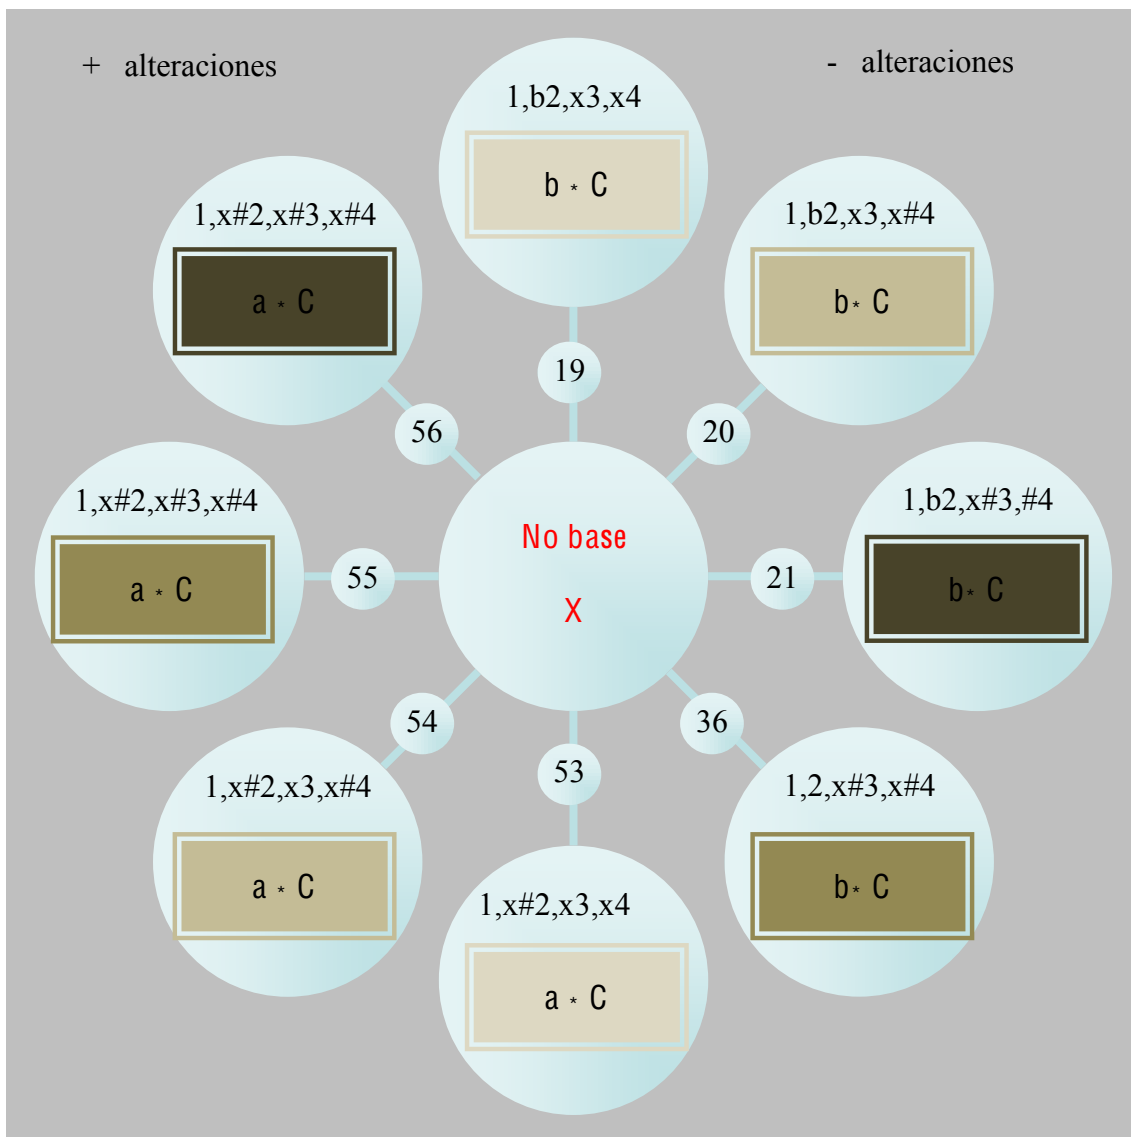 + alteraciones
- alteraciones
1,b2,x3,x4
b * C
1,x#2,x#3,x#4
a * C
1,b2,x3,x#4
b * C
19
56
20
1,x#2,x#3,x#4
a * C
55
No base
X
21
1,b2,x#3,#4
b * C
54
53
36
1,x#2,x3,x#4
a * C
1,2,x#3,x#4
b * C
1,x#2,x3,x4
a * C